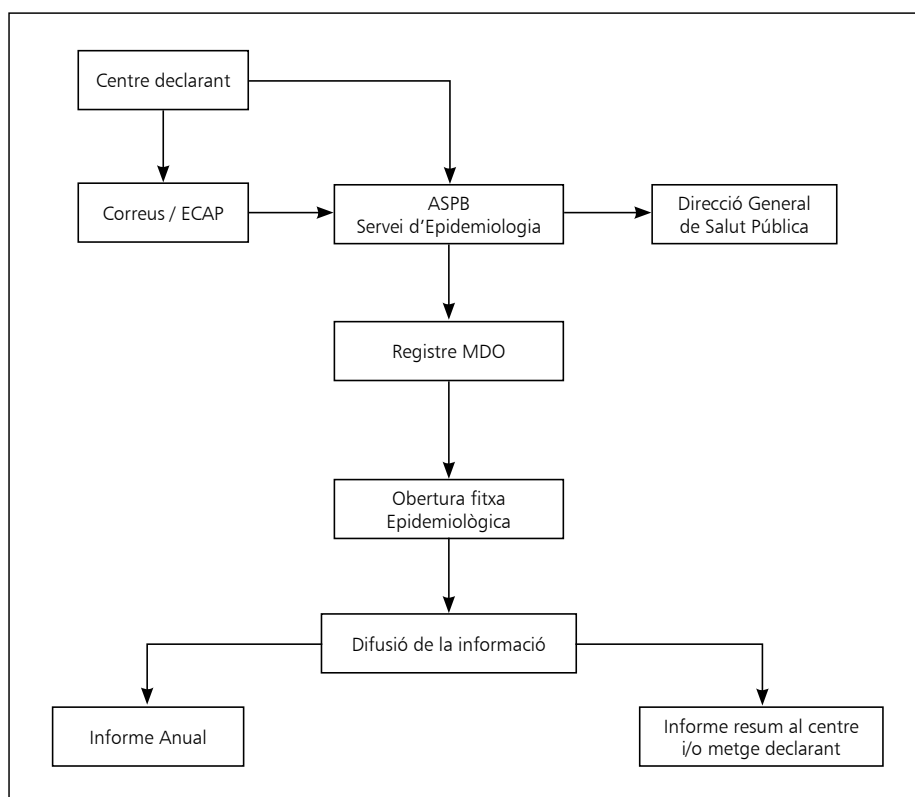 Centre declarant
Correus / ECAP
ASPB
Servei d’Epidemiologia
Direcció General
de Salut Pública
Registre MDO
Obertura fitxa
Epidemiològica
Difusió de la informació
Informe Anual
Informe resum al centre
i/o metge declarant